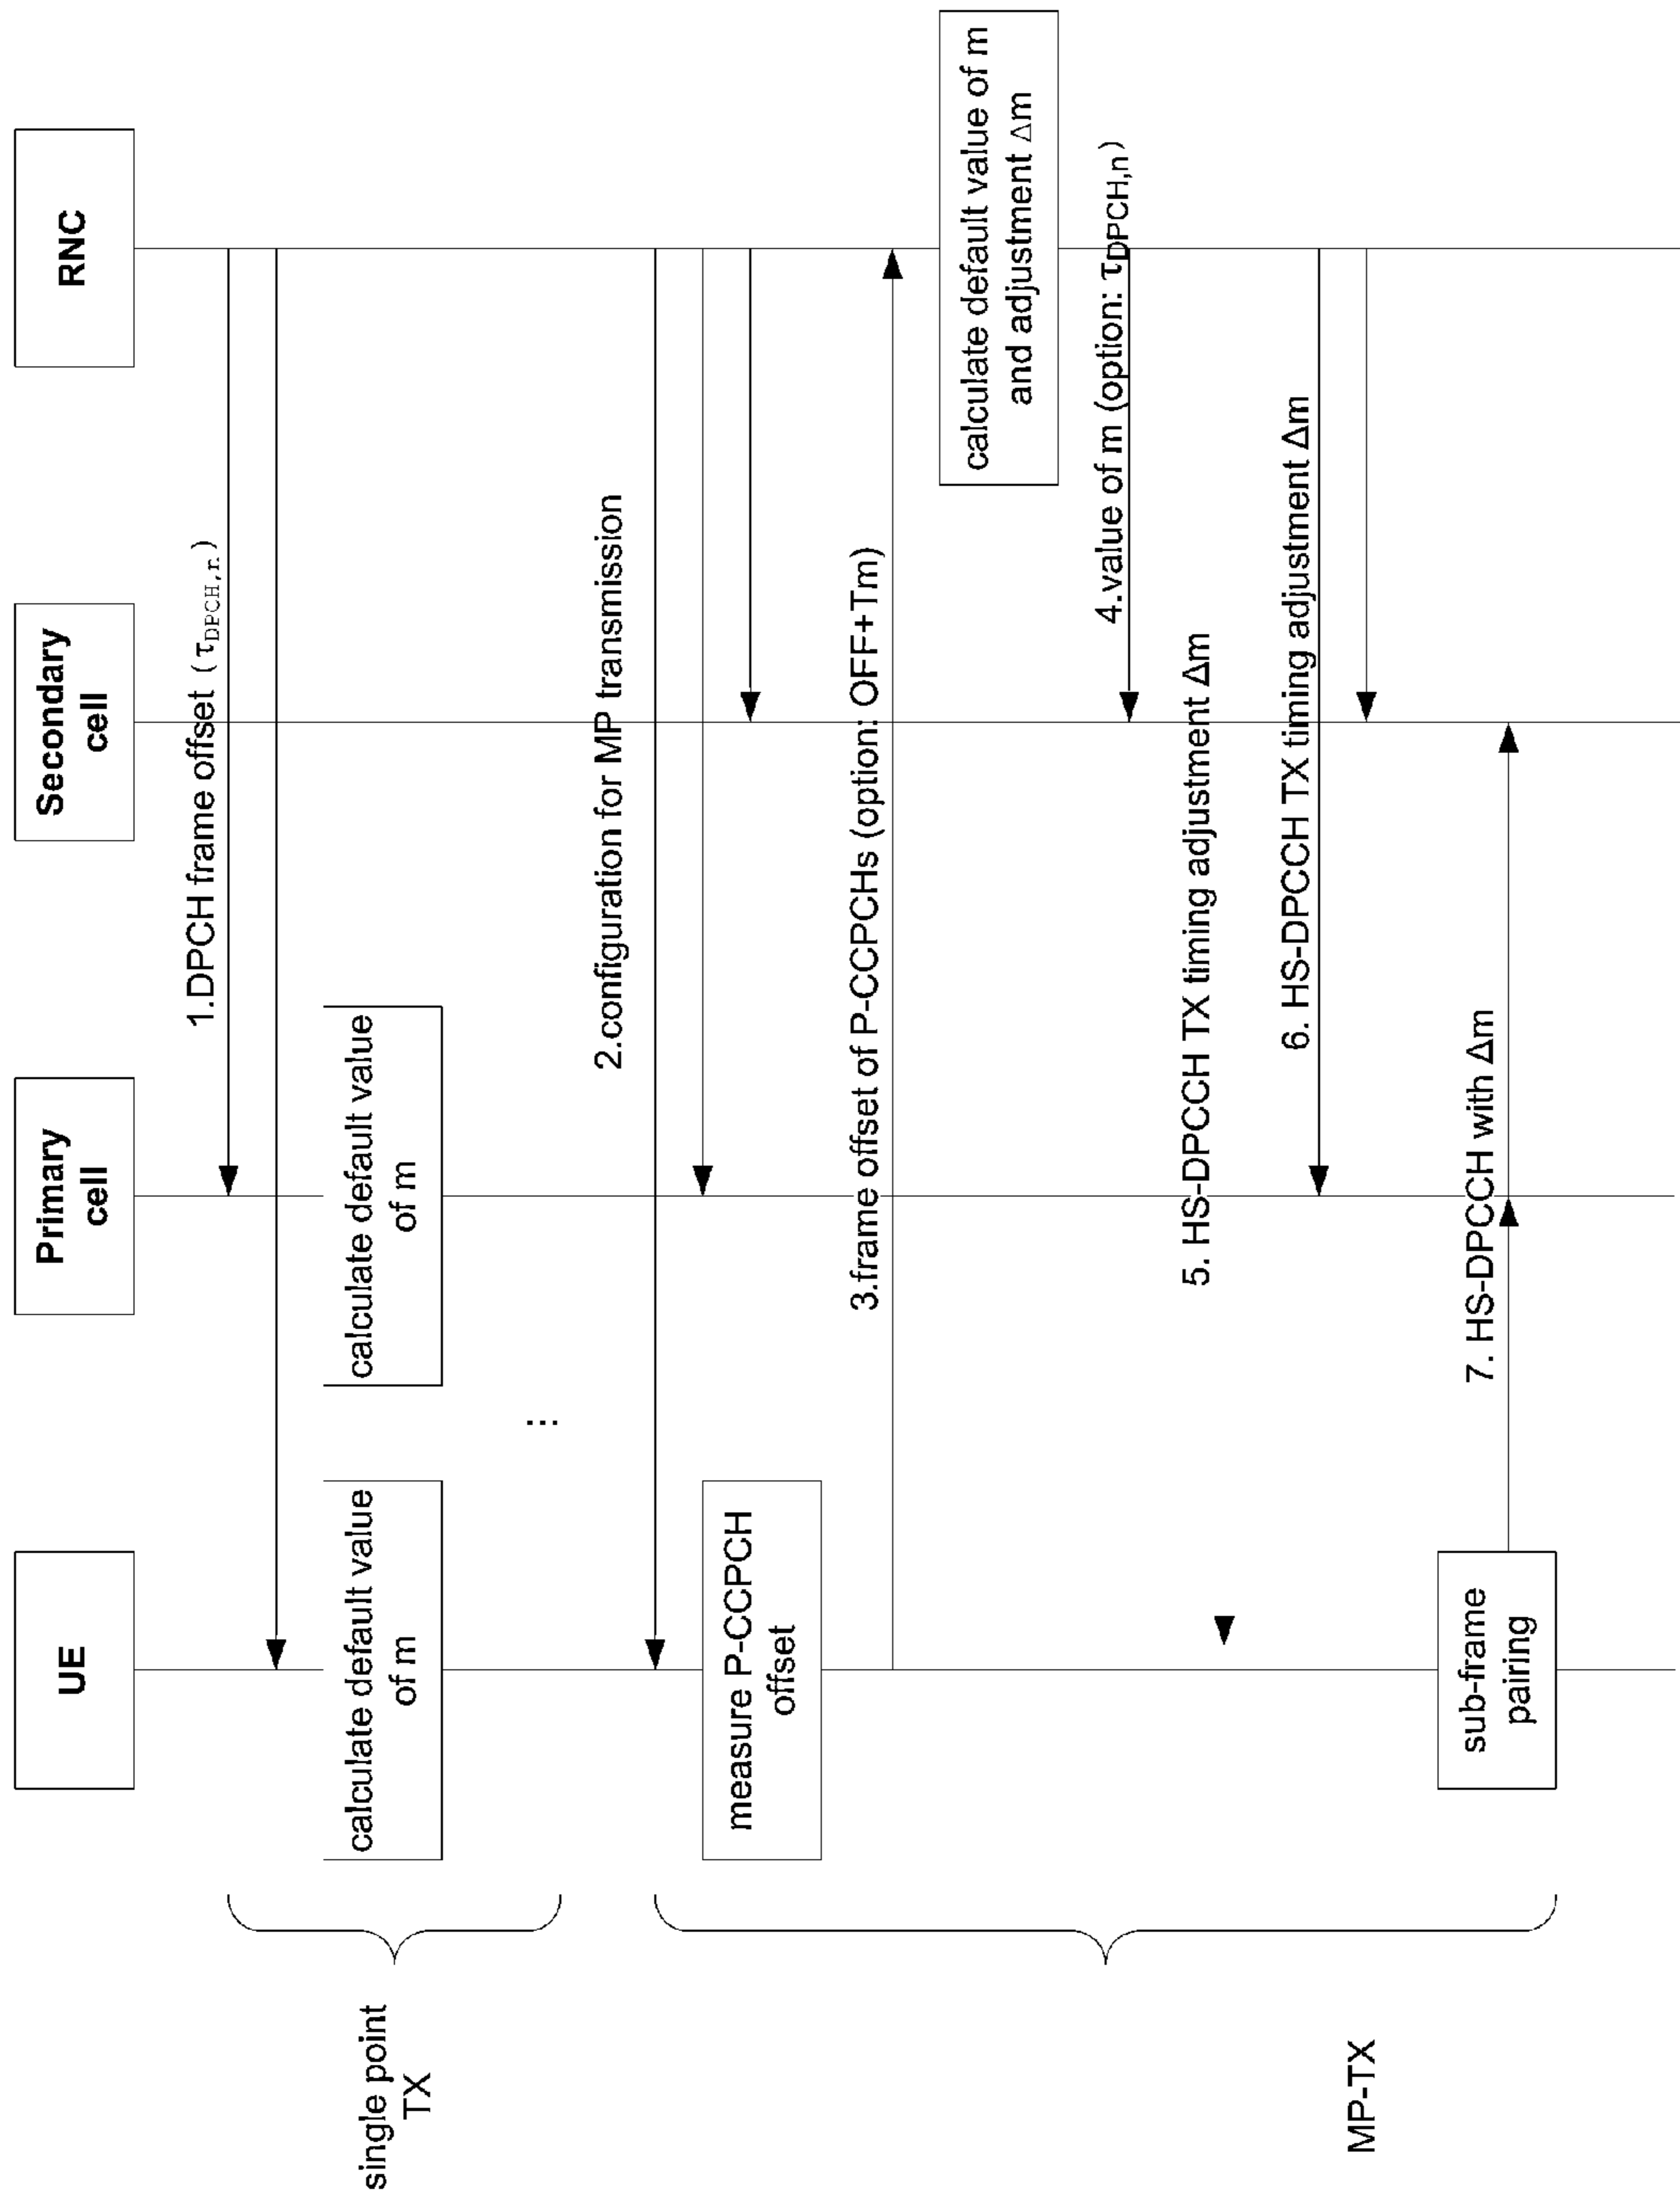 UE
Primary
cell
Secondary
cell
RNC
1.DPCH frame offset (τDPCH,n)
single point
TX
calculate default value
of m
calculate default value
of m
...
2.configuration for MP transmission
measure P-CCPCH
offset
3.frame offset of P-CCPCHs (option: OFF+Tm)
calculate default value of m
and adjustment Δm
4.value of m (option: τDPCH,n)
5. HS-DPCCH TX timing adjustment Δm
6. HS-DPCCH TX timing adjustment Δm
MP-TX
7. HS-DPCCH with Δm
sub-frame
pairing